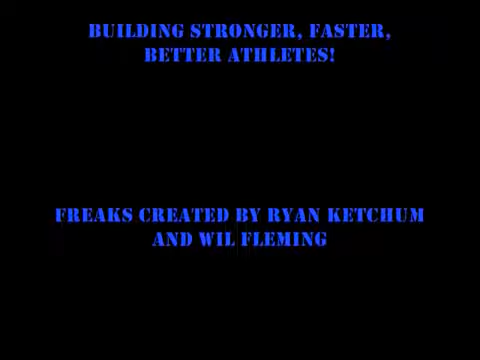 BUILDING STRONGER, FASTER,
BETTER ATHLETES!
FREAKS CREATED BY RYAN KETCHUM
AND WIL FLEMING